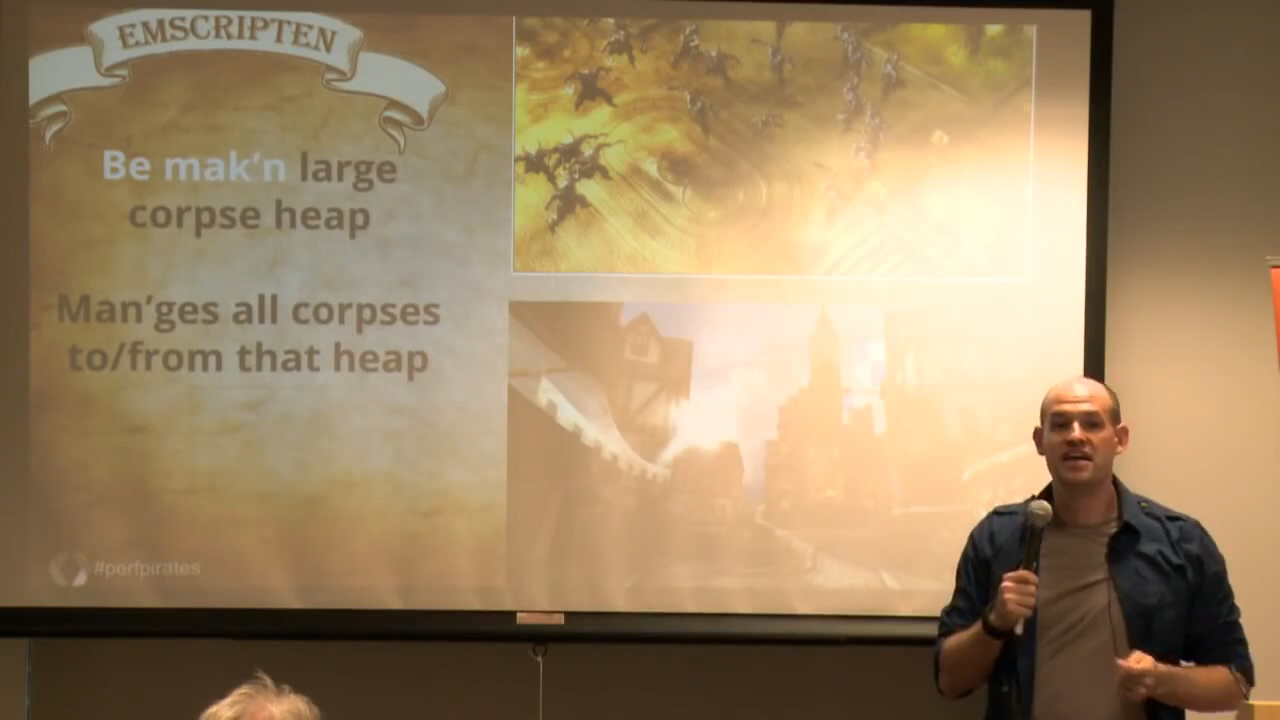 EMSCRIPTEN
Be mak'n large
corpse heap
Man'ges all corpses
to/from that heap
#perfpirates